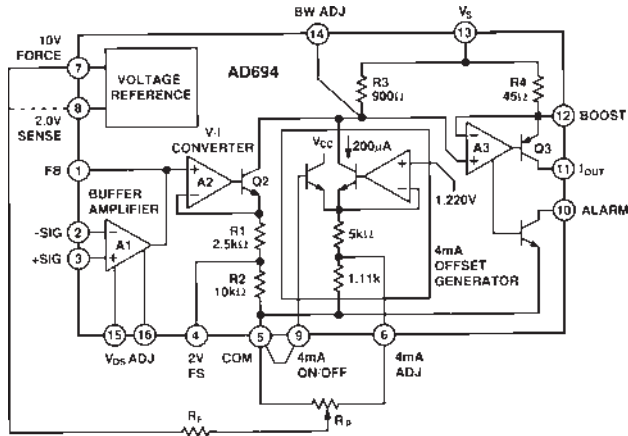 BW ADJ
14
VS
13
10V
FORCE
7
VOLTAGE
REFERENCE
AD694
8
2.0V
SENSE
R3
900Ω
R4
45Ω
12
BOOST
V-I
CONVERTER
VCC
200µA
A3
Q3
FB
1
A2
Q2
11
IOUT
BUFFER
AMPLIFIER
1.220V
10
ALARM
-SIG
2
A1
+SIG
3
R1
2.5kΩ
5kΩ
R2
10kΩ
1.11k
4mA
OFFSET
GENERATOR
15
16
4
5
9
6
VOS ADJ
2V
FS
COM
4mA
ON/OFF
4mA
ADJ
RF
RP